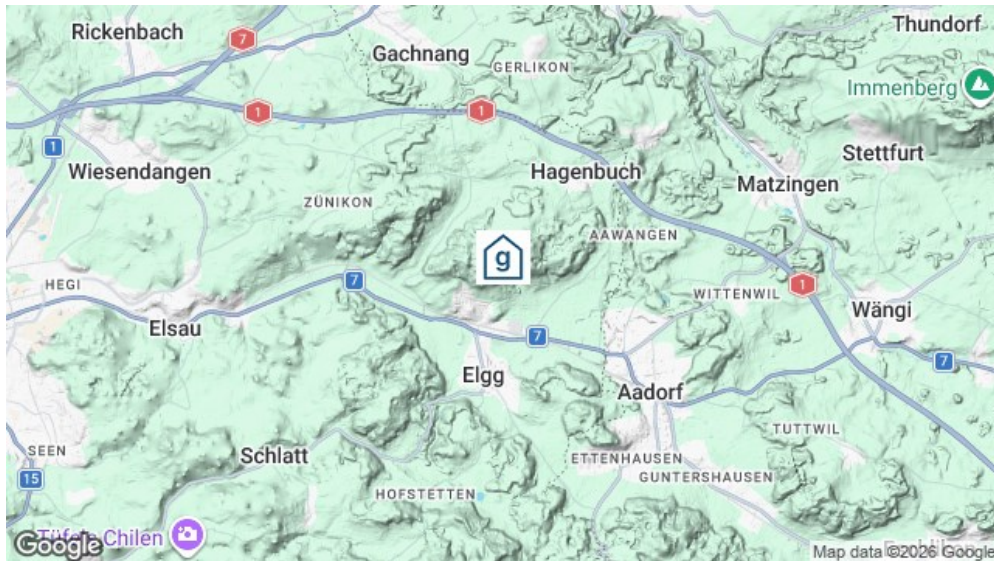 Rickenbach
7
Gachnang
GERLIKON
Thundorf
Immenberg
1
1
1
Wiesendangen
Hagenbuch
Stettfurt
Matzingen
ZÜNIKON
AAWANGEN
g
HEGI
7
WITTENWIL
1
Elsau
Wängi
7
7
Elgg
Aadorf
TUTTWIL
SEEN
Schlatt
ETTENHAUSEN
15
GUNTERSHAUSEN
HOFSTETTEN
Tüfels Chilen
Google
Map data ©2026 Google